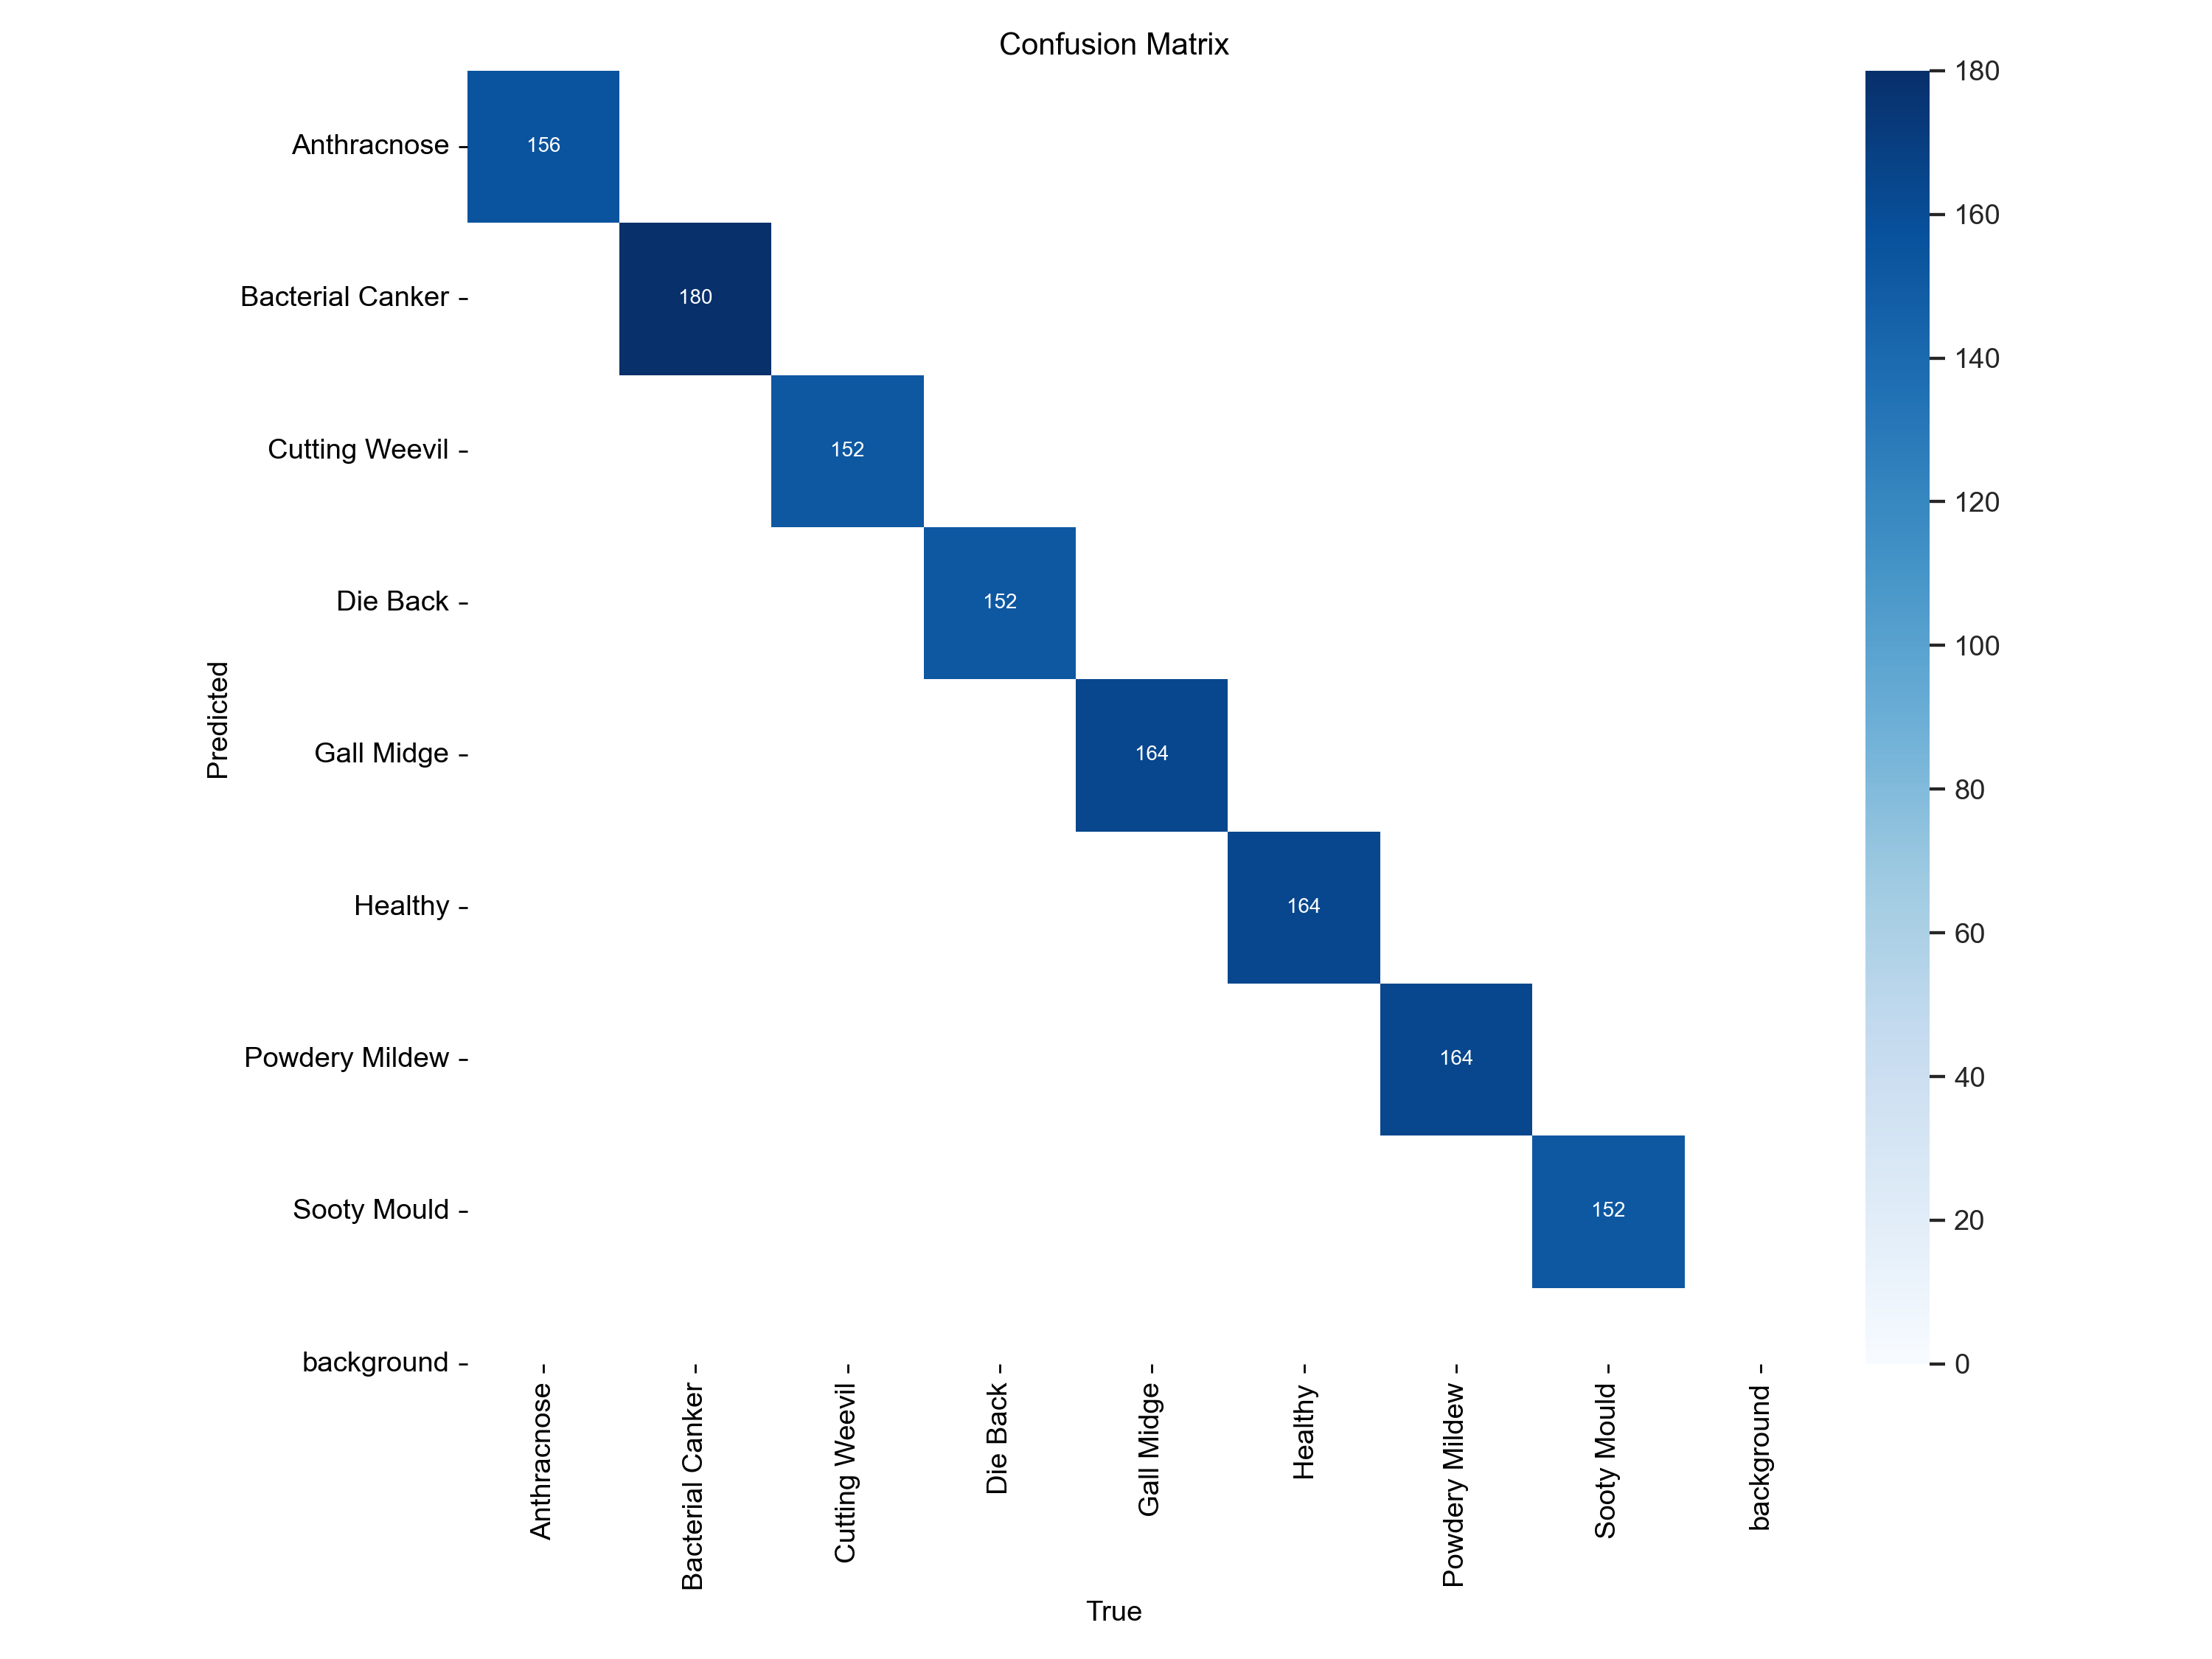 Confusion Matrix
Anthracnose
Bacterial Canker
Cutting Weevil
Die Back
Gall Midge
Healthy
Powdery Mildew
Sooty Mould
background
Predicted
156
180
152
152
164
164
164
152
Anthracnose
Bacterial Canker
Cutting Weevil
Die Back
Gall Midge
Healthy
Powdery Mildew
Sooty Mould
background
True
180
160
140
120
100
80
60
40
20
0